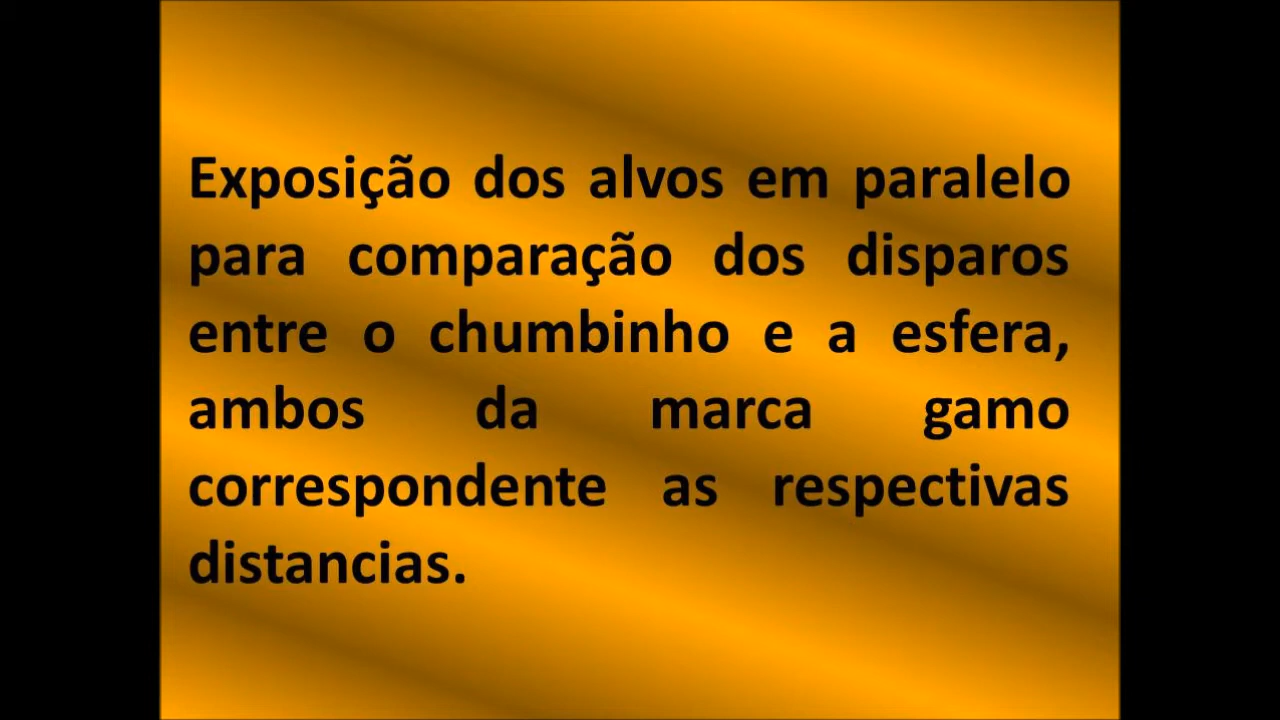 Exposição dos alvos em paralelo
para comparação dos disparos
entre o chumbinho e a esfera,
ambos da marca gamo
correspondente as respectivas
distancias.